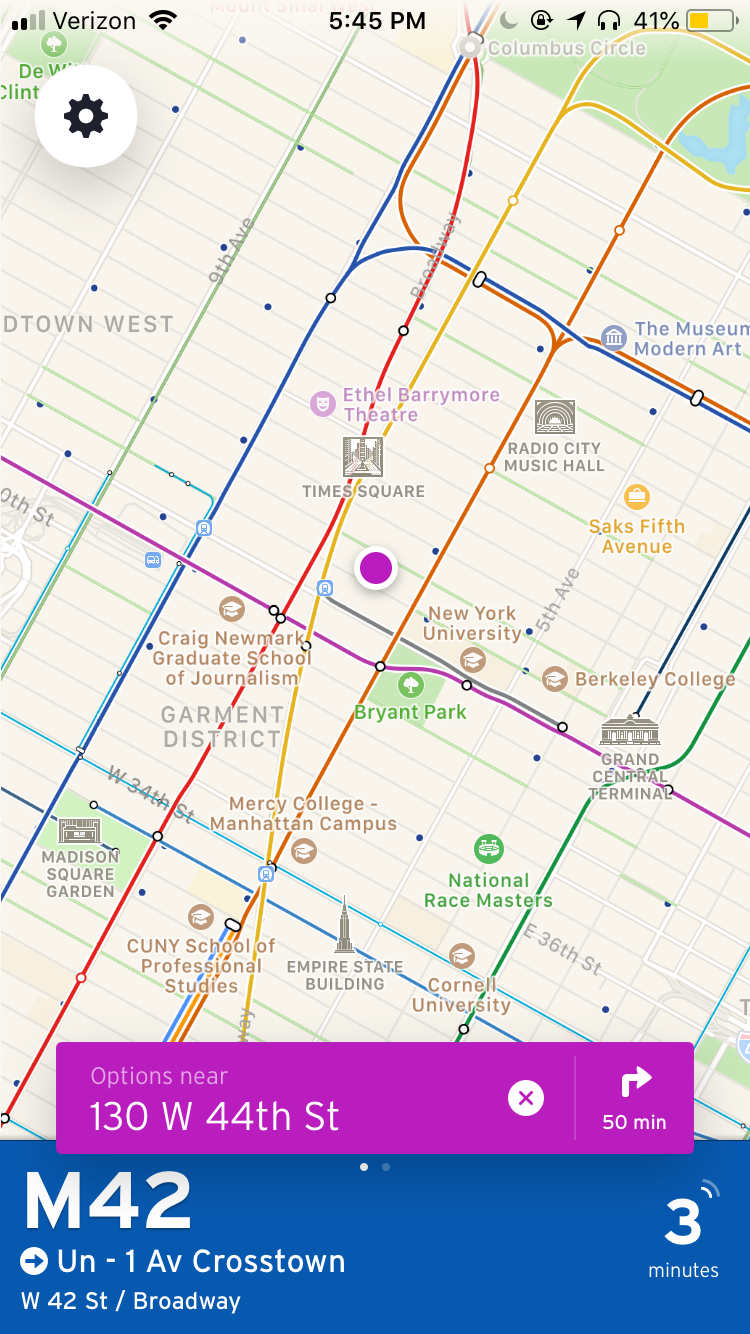 Mount Sinai West
Verizon
5:45 PM
41%
Columbus Circle
De Wi
Clint
9th Ave
Broadway
DTOWN WEST
The Museum
Modern Art
Ethel Barrymore
Theatre
RADIO CITY
MUSIC HALL
TIMES SQUARE
0th St
Saks Fifth
Avenue
5th Ave
New York
University
Craig Newmark
Graduate School
of Journalism
Berkeley College
Bryant Park
GARMENT
DISTRICT
GRAND
CENTRAL
TERMINAL
W 34th St
Mercy College -
Manhattan Campus
MADISON
SQUARE
GARDEN
National
Race Masters
CUNY School of
Professional
Studies
EMPIRE STATE
BUILDING
E 36th St
Cornell
University
way
T
Options near
130 W 44th St
50 min
M42
Un - 1 Av Crosstown
W 42 St / Broadway
3
minutes